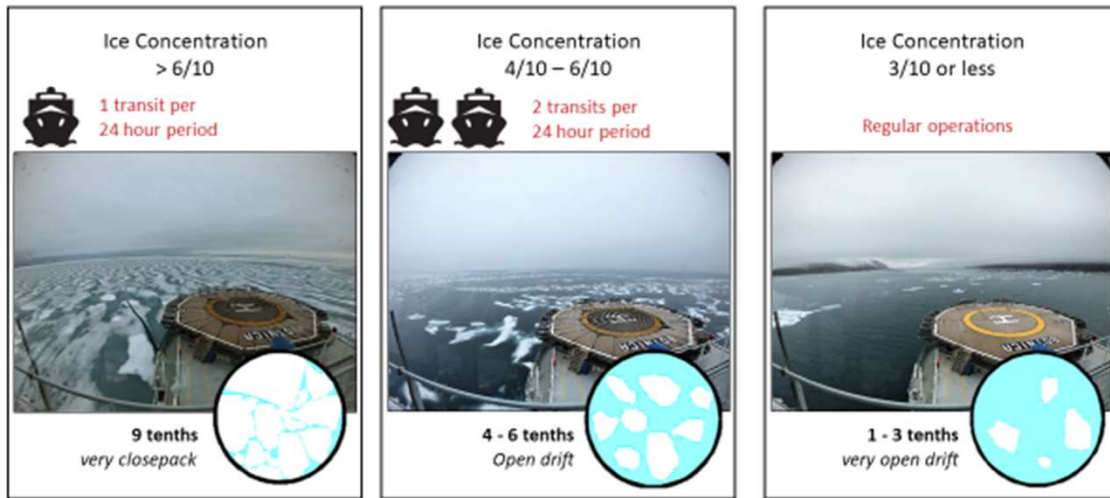 Ice Concentration
> 6/10
1 transit per
24 hour period
9 tenths
very closepack
Ice Concentration
4/10 – 6/10
2 transits per
24 hour period
4 - 6 tenths
Open drift
Ice Concentration
3/10 or less
Regular operations
H
1 - 3 tenths
very open drift